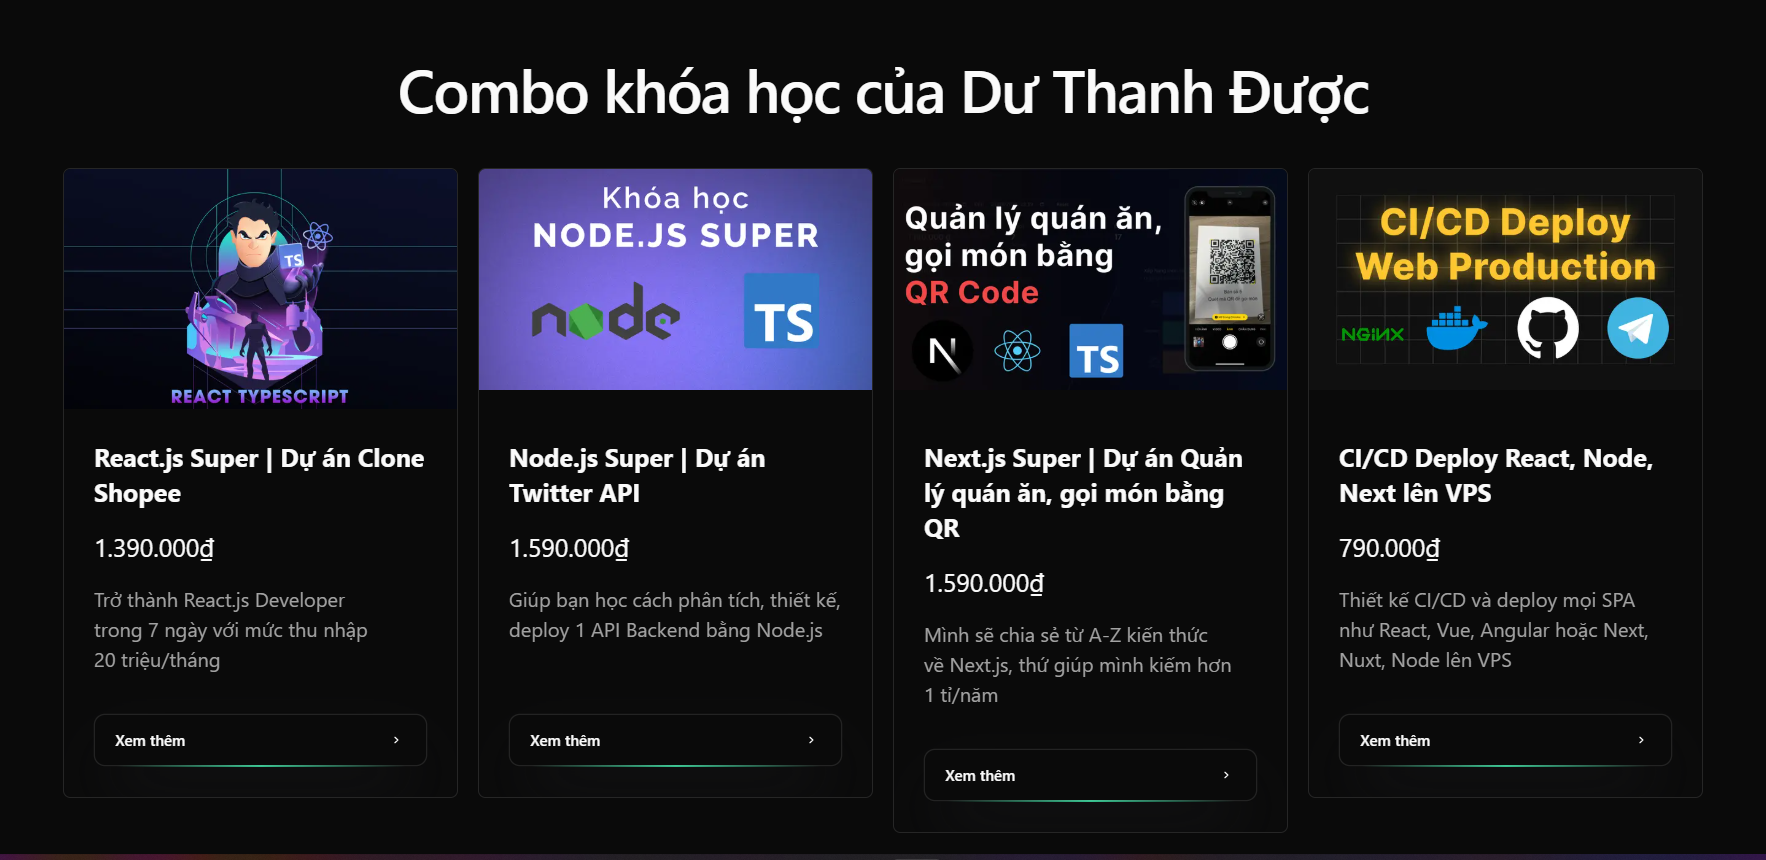 Combo khóa học của Dư Thanh Được
TS
REACT TYPESCRIPT
React.js Super | Dự án Clone
Shopee
1.390.000₫
Trở thành React.js Developer
trong 7 ngày với mức thu nhập
20 triệu/tháng
Xem thêm
Khóa học
NODE.JS SUPER
node
TS
Node.js Super | Dự án
Twitter API
1.590.000₫
Giúp bạn học cách phân tích, thiết kế,
deploy 1 API Backend bằng Node.js
Xem thêm
Quản lý quán ăn,
gọi món bằng
QR Code
N
TS
Next.js Super | Dự án Quản
lý quán ăn, gọi món bằng
QR
1.590.000₫
Mình sẽ chia sẻ từ A-Z kiến thức
về Next.js, thứ giúp mình kiếm hơn
1 tỉ/năm
Xem thêm
CI/CD Deploy
Web Production
NGiNX
CI/CD Deploy React, Node,
Next lên VPS
790.000₫
Thiết kế CI/CD và deploy mọi SPA
như React, Vue, Angular hoặc Next,
Nuxt, Node lên VPS
Xem thêm